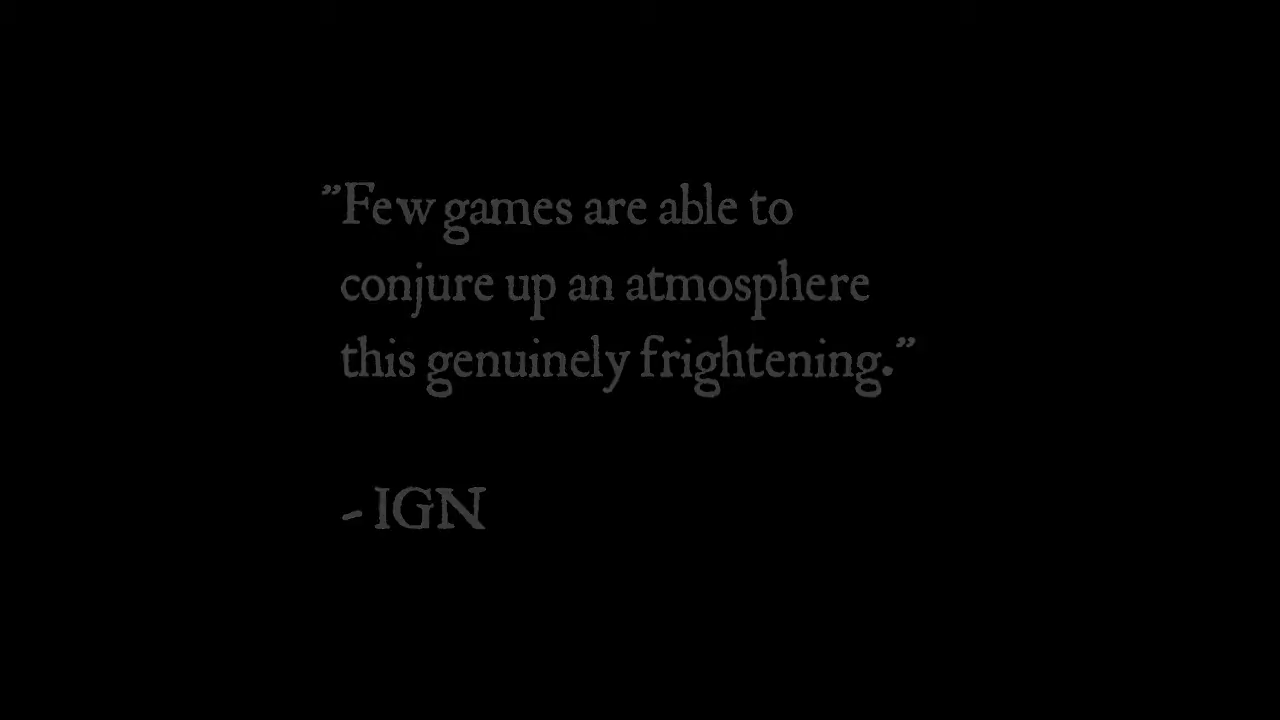 ”Few games are able to
conjure up an atmosphere
this genuinely frightening.”
- IGN